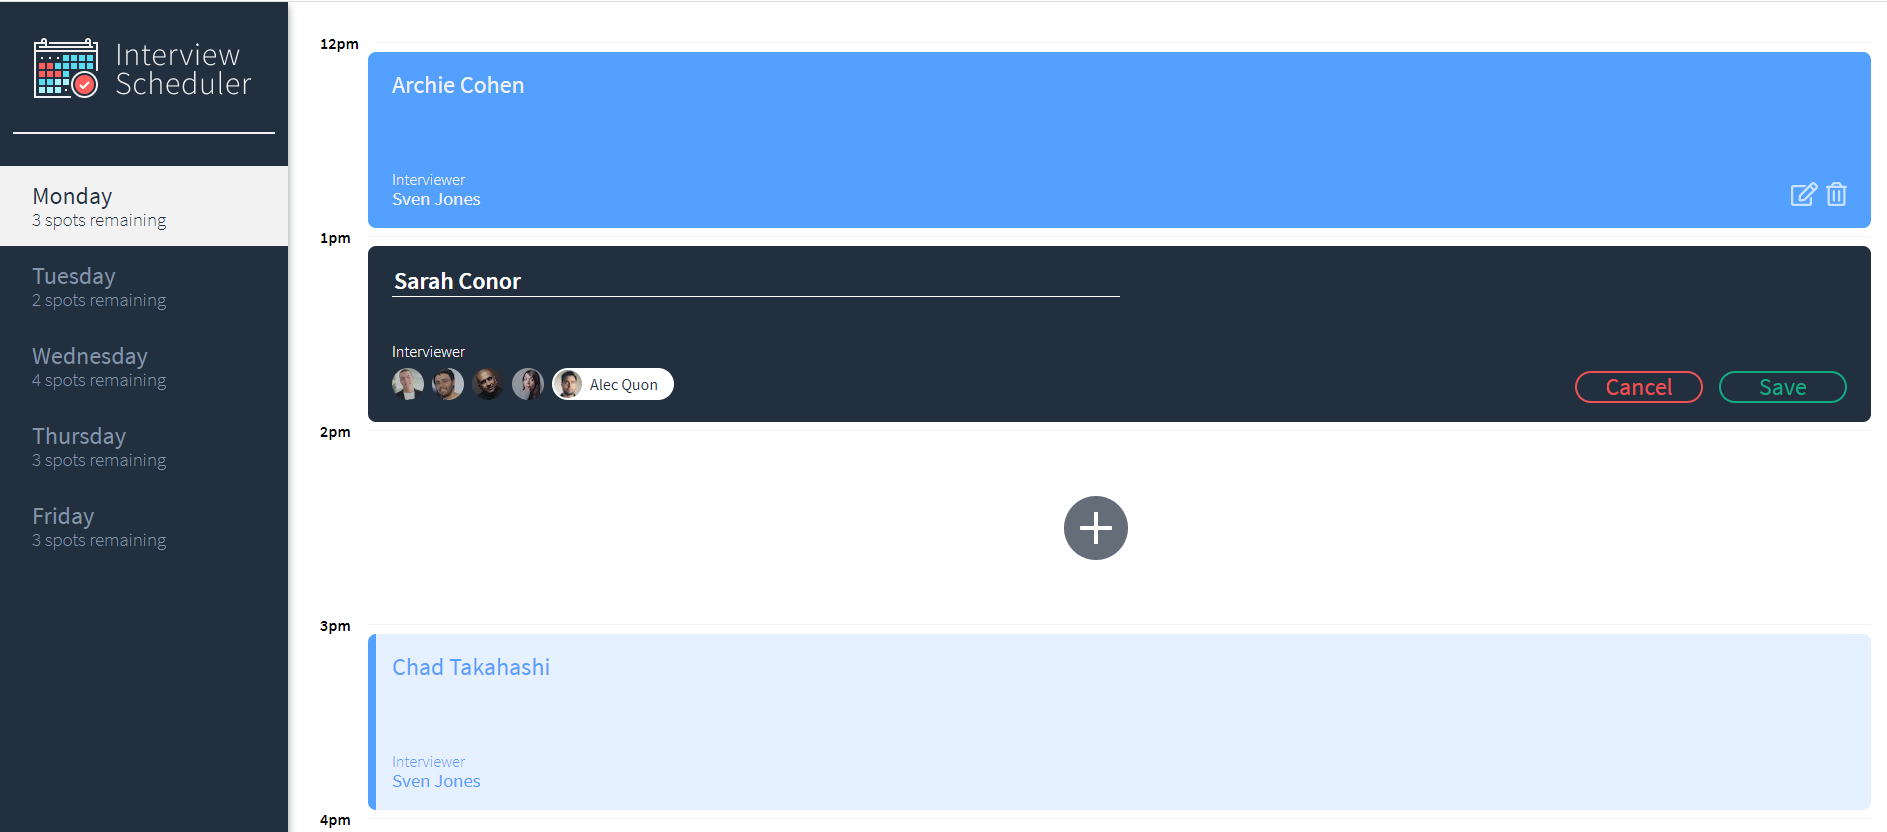 Interview
Scheduler
Monday
3 spots remaining
Tuesday
2 spots remaining
Wednesday
4 spots remaining
Thursday
3 spots remaining
Friday
3 spots remaining
12pm
Archie Cohen
Interviewer
Sven Jones
1pm
Sarah Conor
Interviewer
Alec Quon
Cancel
Save
2pm
3pm
Chad Takahashi
Interviewer
Sven Jones
4pm